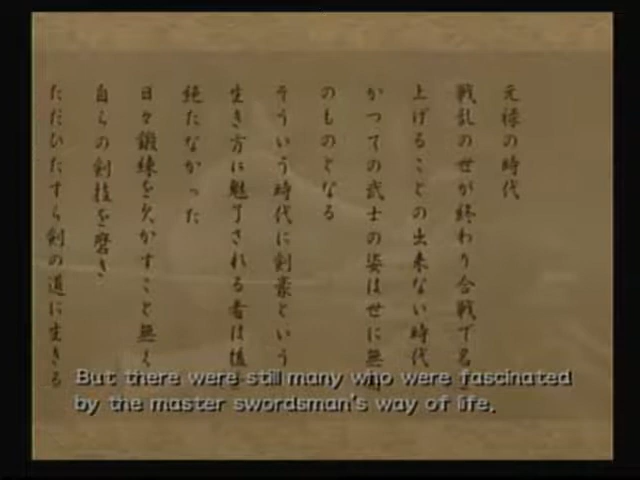 元禄の時代
戦乱の世が終わり合戦で名
上げることの出来ない時代
かつての武士の姿は世に無用
のものとなる
そういう時代に剣豪という
生き方に魅了される者は後
絶たなかった
日々鍛練を欠かすこと無く
自らの剣技を磨き
ただひたすら剣の道に生きる
But there were still many who were fascinated
by the master swordsman's way of life.